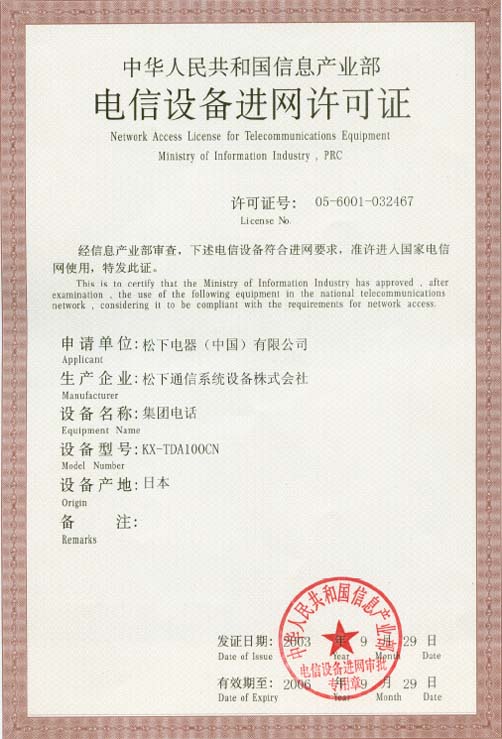 中华人民共和国信息产业部
电信设备进网许可证
Network Access License for Telecommunications Equipment
Ministry of Information Industry , PRC
许可证号: 05-6001-032467
License No.
经信息产业部审查，下述电信设备符合进网要求，准许进入国家电信
网使用，特发此证。
This is to certify that the Ministry of Information Industry has approved , after
examination , the use of the following equipment in the national telecommunications
network , considering it to be compliant with the requirements for network access.
申请单位:松下电器（中国）有限公司
Applicant
生产企业:松下通信系统设备株式会社
Manufacturer
设备名称:集团电话
Equipment Name
设备型号:KX-TDA100CN
Model Number
设备产地:日本
Origin
备 注:
Remarks
中华人民共和国信息产业部
电信设备进网审批
专用章
发证日期: 2003 年 9 月 29 日
Date of Issue Year Month Date
有效期至: 2006 年 9 月 29 日
Date of Expiry Year Month Date